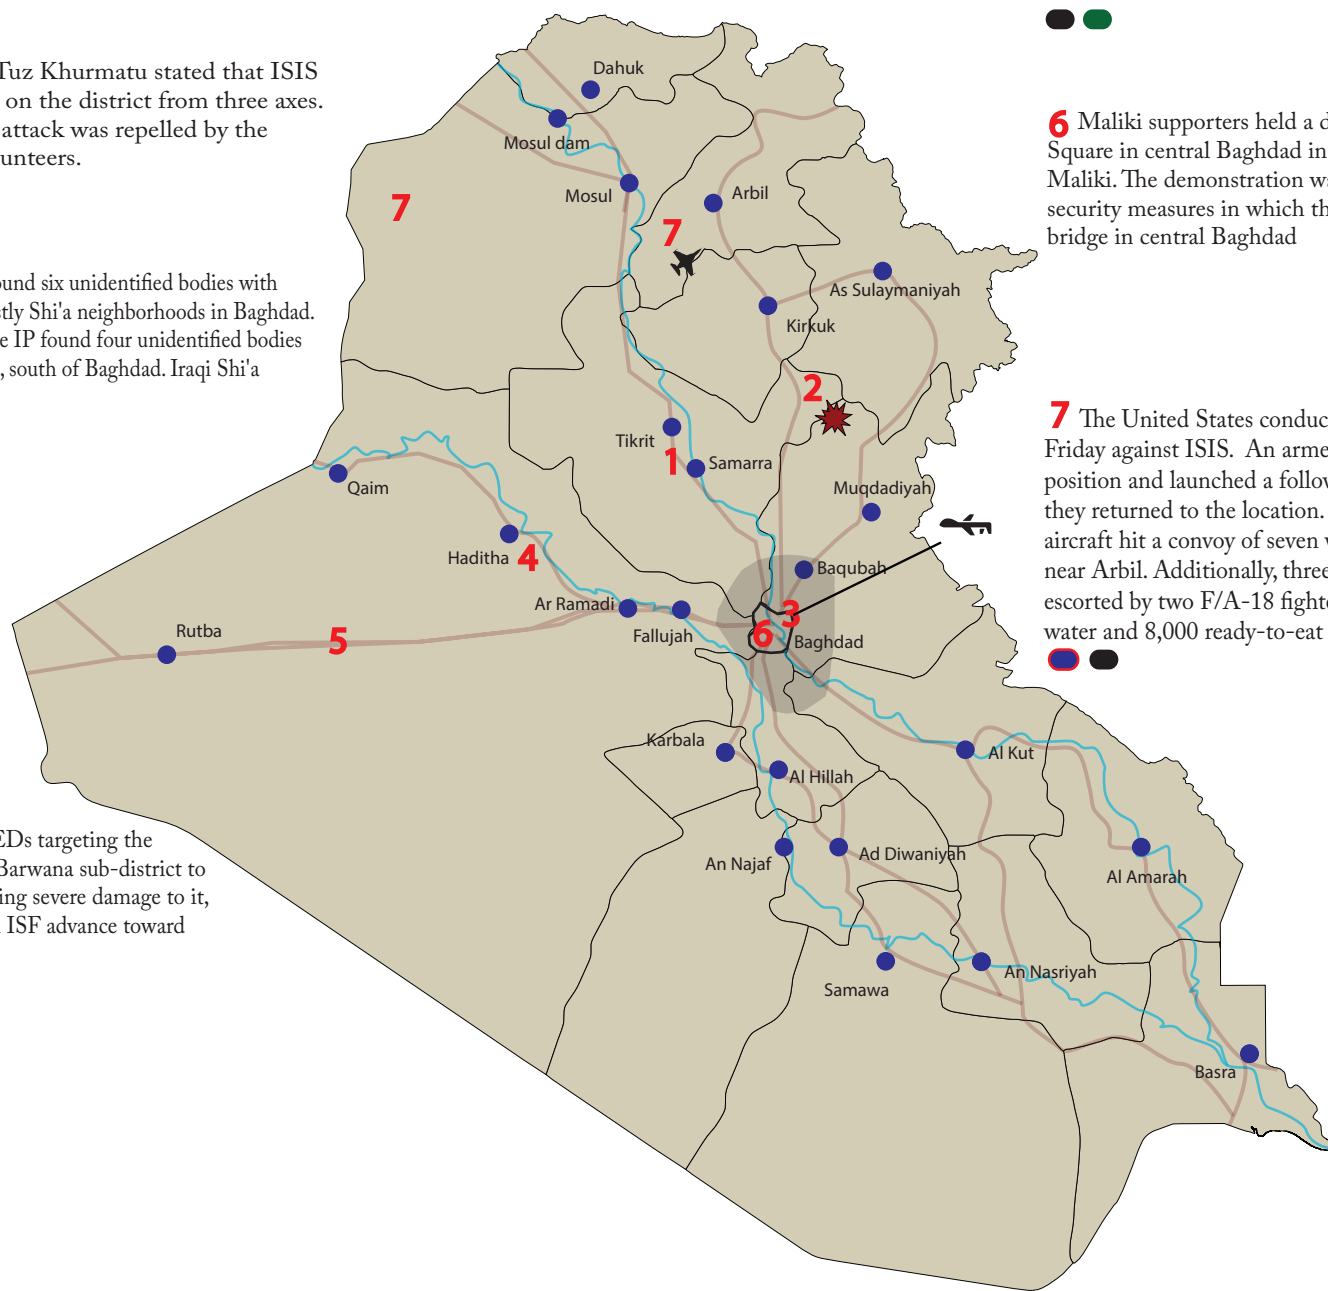 Tuz Khurmatu stated that ISIS
on the district from three axes.
attack was repelled by the
unteers.
ound six unidentified bodies with
stly Shi'a neighborhoods in Baghdad.
e IP found four unidentified bodies
, south of Baghdad. Iraqi Shi'a
EDs targeting the
Barwana sub-district to
ing severe damage to it,
ISF advance toward
Dahuk
Mosul dam
Mosul
Arbil
7
7
As Sulaymaniyah
Kirkuk
2
Tikrit
1
Samarra
Qaim
Muqdadiyah
Haditha
4
Baqubah
Ar Ramadi
Fallujah
3
6
Baghdad
Rutba
5
Karbala
Al Hillah
Al Kut
An Najaf
Ad Diwaniyah
Al Amarah
Samawa
An Nasriyah
Basra
6 Maliki supporters held a d
Square in central Baghdad in
Maliki. The demonstration wa
security measures in which th
bridge in central Baghdad
7 The United States conduc
Friday against ISIS. An arme
position and launched a follow
they returned to the location.
aircraft hit a convoy of seven v
near Arbil. Additionally, three
escorted by two F/A-18 fighte
water and 8,000 ready-to-eat